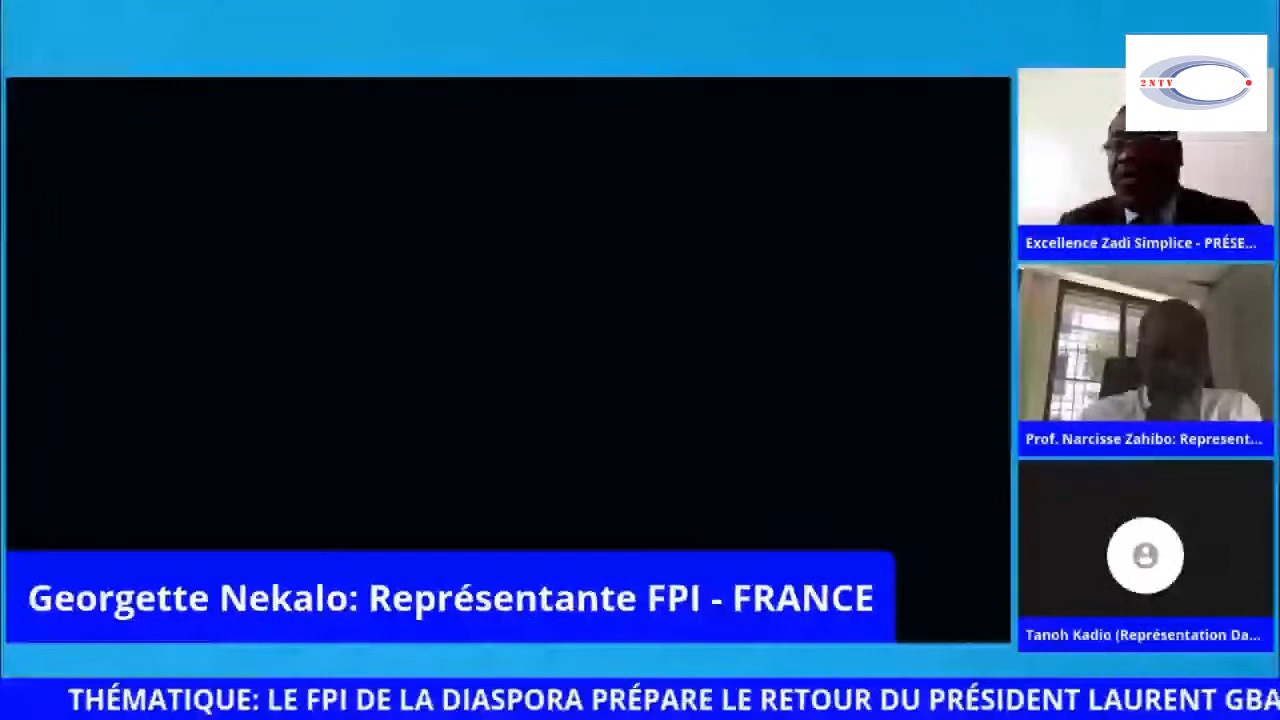 2NTV
Excellence Zadi Simplice - PRÉSE...
Prof. Narcisse Zahibo: Represent...
Georgette Nekalo: Représentante FPI - FRANCE
Tanoh Kadio (Représentation Da...
THÉMATIQUE: LE FPI DE LA DIASPORA PRÉPARE LE RETOUR DU PRÉSIDENT LAURENT GBA